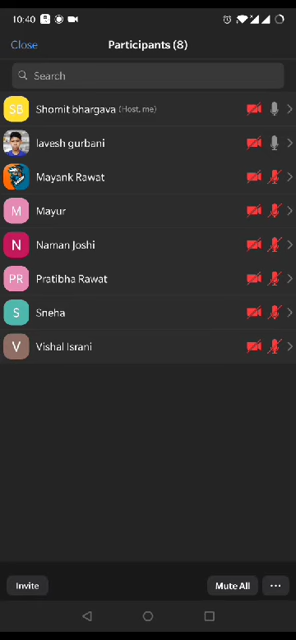 10:40
Close Participants (8)
Search
SB Shomit bhargava (Host, me)
lavesh gurbani
Mayank Rawat
M Mayur
N Naman Joshi
PR Pratibha Rawat
S Sneha
V Vishal Israni
Invite Mute All ...